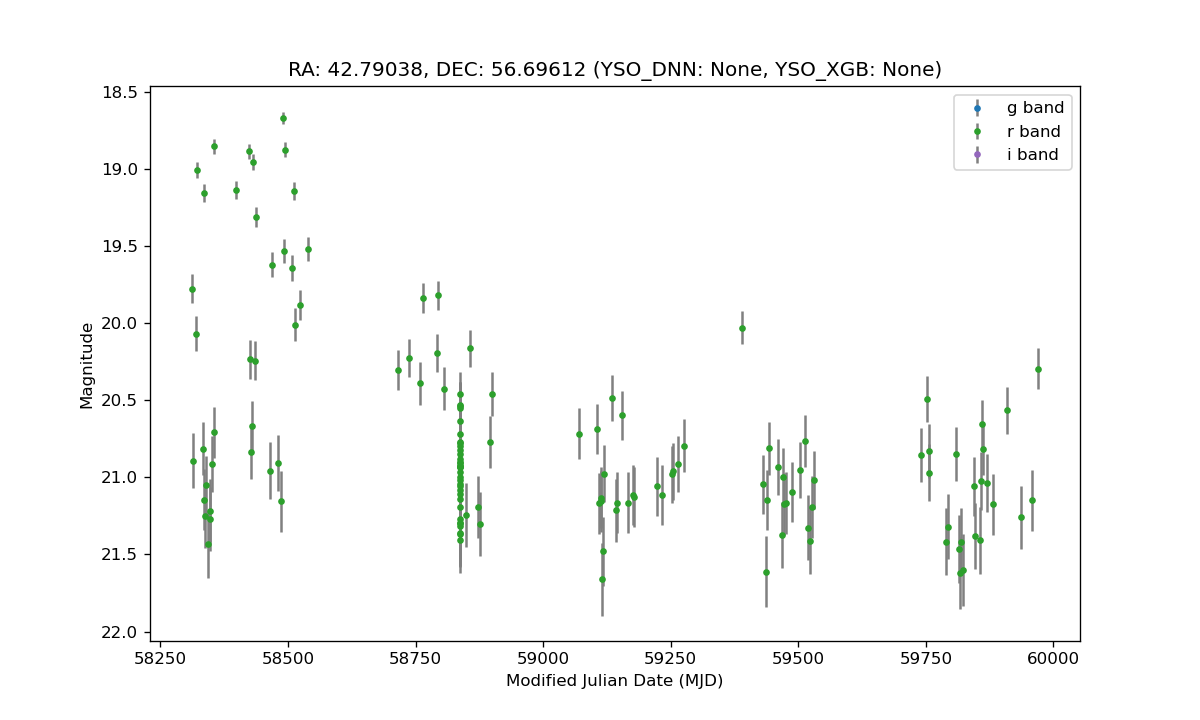 RA: 42.79038, DEC: 56.69612 (YSO_DNN: None, YSO_XGB: None)
g band
r band
i band
18.5
19.0
19.5
20.0
20.5
21.0
21.5
22.0
Magnitude
58250 58500 58750 59000 59250 59500 59750 60000
Modified Julian Date (MJD)